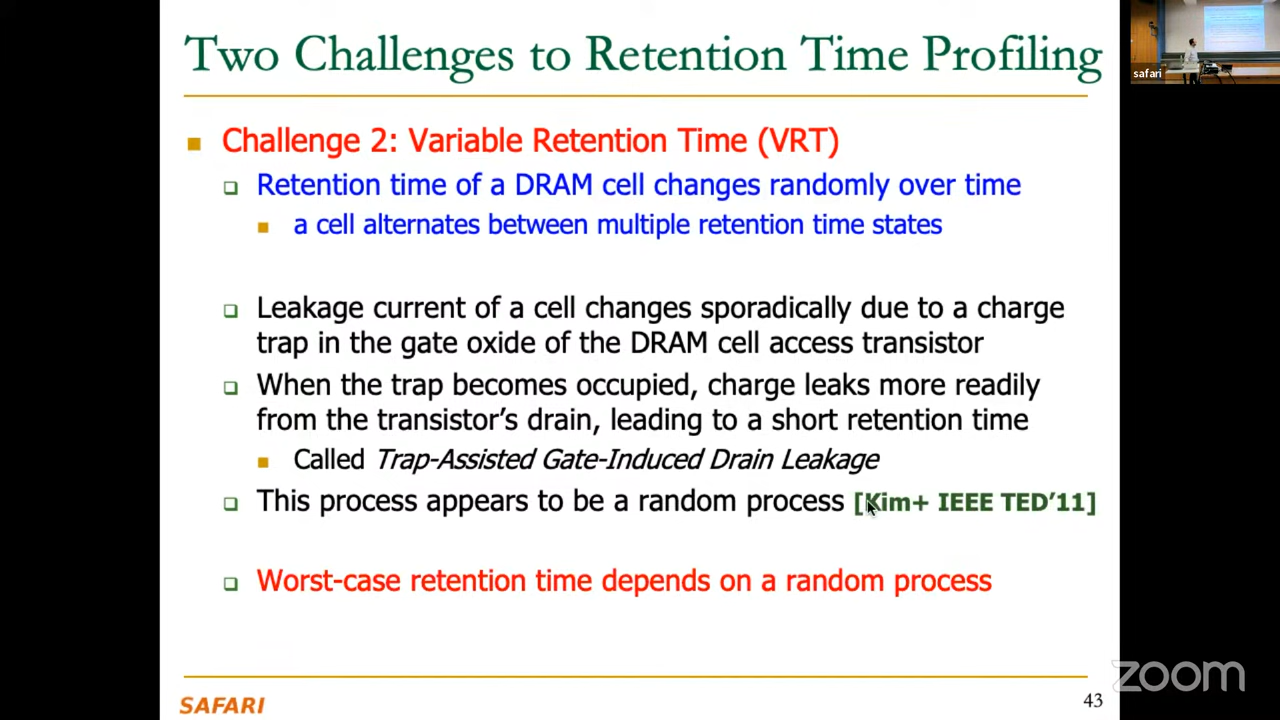 Two Challenges to Retention Time Profiling
safari
Challenge 2: Variable Retention Time (VRT)
Retention time of a DRAM cell changes randomly over time
a cell alternates between multiple retention time states
Leakage current of a cell changes sporadically due to a charge
trap in the gate oxide of the DRAM cell access transistor
When the trap becomes occupied, charge leaks more readily
from the transistor's drain, leading to a short retention time
Called Trap-Assisted Gate-Induced Drain Leakage
This process appears to be a random process [Kim+ IEEE TED'11]
Worst-case retention time depends on a random process
SAFARI
43
zoom